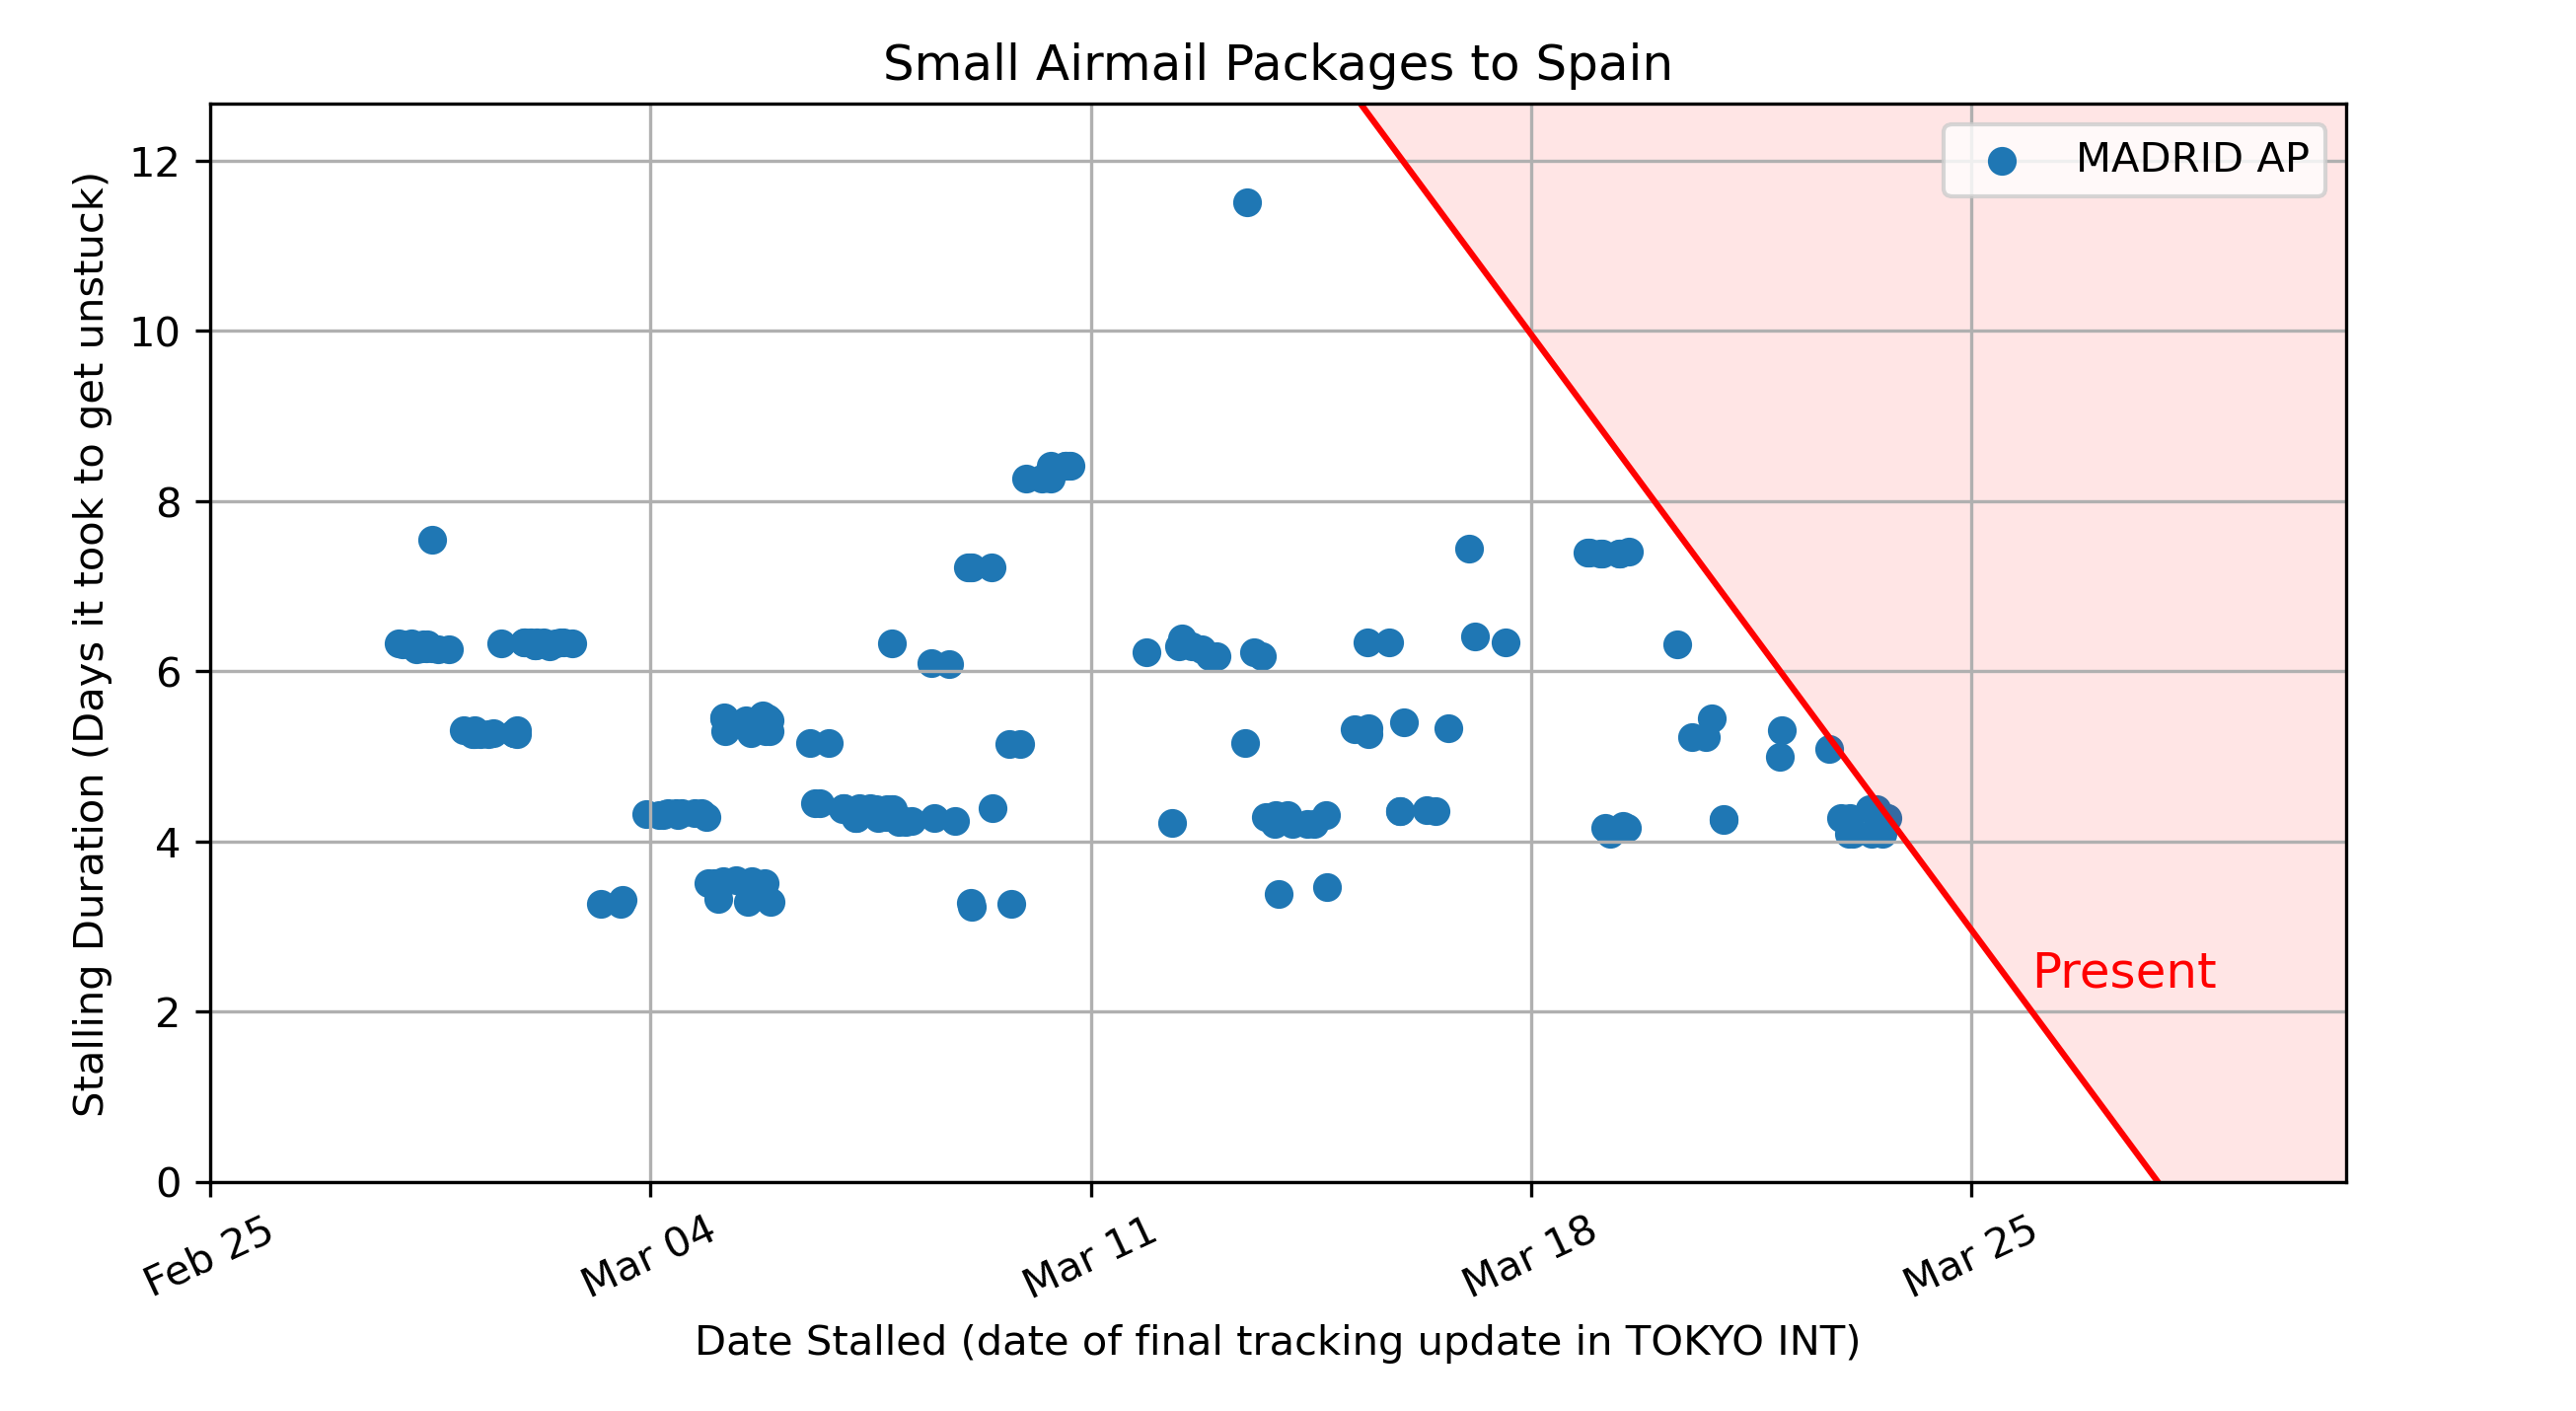 Small Airmail Packages to Spain
MADRID AP
12
10
8
6
4
2
0
Stalling Duration (Days it took to get unstuck)
Present
Feb 25
Mar 04
Mar 11
Mar 18
Mar 25
Date Stalled (date of final tracking update in TOKYO INT)